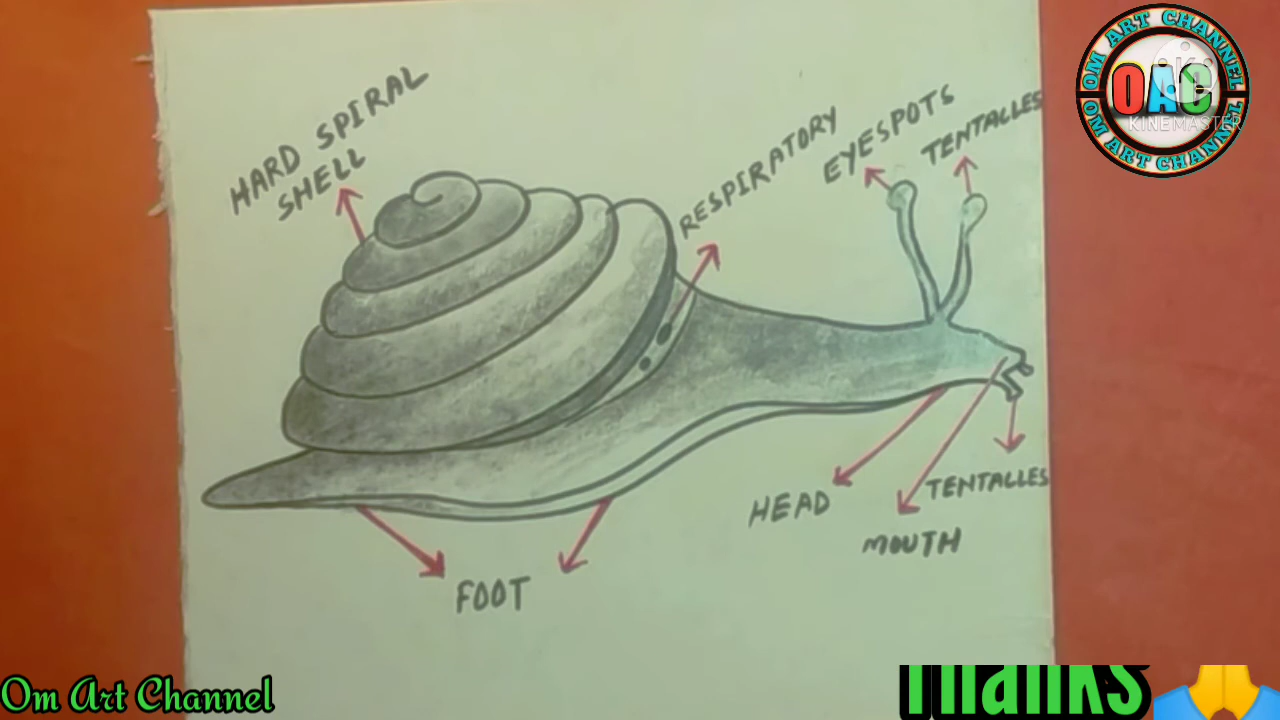 HARD SPIRAL
SHELL
RESPIRATORY
EYESPOTS
TENTALLES
OM ART CHANNEL
OAC
KINEMASTER
OM ART CHANNEL
HEAD
MOUTH
TENTALLES
FOOT
Om Art Channel
Thanks